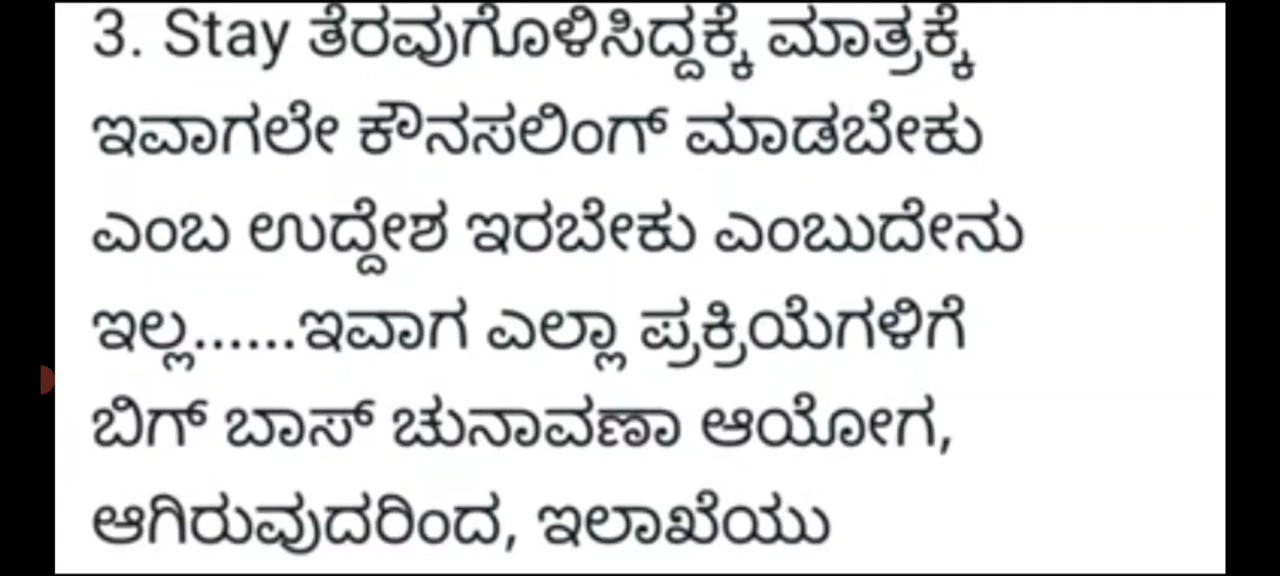 3. Stay ತೆರವುಗೊಳಿಸಿದ್ದಕ್ಕೆ ಮಾತ್ರಕ್ಕೆ
ಇವಾಗಲೇ ಕೌನಸಲಿಂಗ್ ಮಾಡಬೇಕು
ಎಂಬ ಉದ್ದೇಶ ಇರಬೇಕು ಎಂಬುದೇನು
ಇಲ್ಲ......ಇವಾಗ ಎಲ್ಲಾ ಪ್ರಕ್ರಿಯೆಗಳಿಗೆ
ಬಿಗ್ ಬಾಸ್ ಚುನಾವಣಾ ಆಯೋಗ,
ಆಗಿರುವುದರಿಂದ, ಇಲಾಖೆಯು